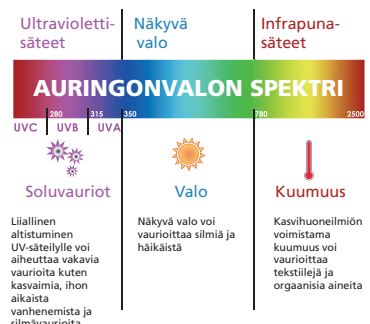 Ultravioletti-
säteet
Näkyvä
valo
Infrapuna-
säteet
AURINGONVALON SPEKTRI
280 315 350 780 2500
UVC UVB UVA
Soluvauriot
Valo
Kuumuus
Liiallinen
altistuminen
UV-säteilylle voi
aiheuttaa vakavia
vaurioita kuten
kasvaimia, ihon
aikaista
vanhenemista ja
silmävaurioita
Näkyvä valo voi
vaurioittaa silmiä ja
häikäistä
Kasvihuoneilmiön
voimistama
kuumuus voi
vaurioittaa
tekstiilejä ja
orgaanisia aineita